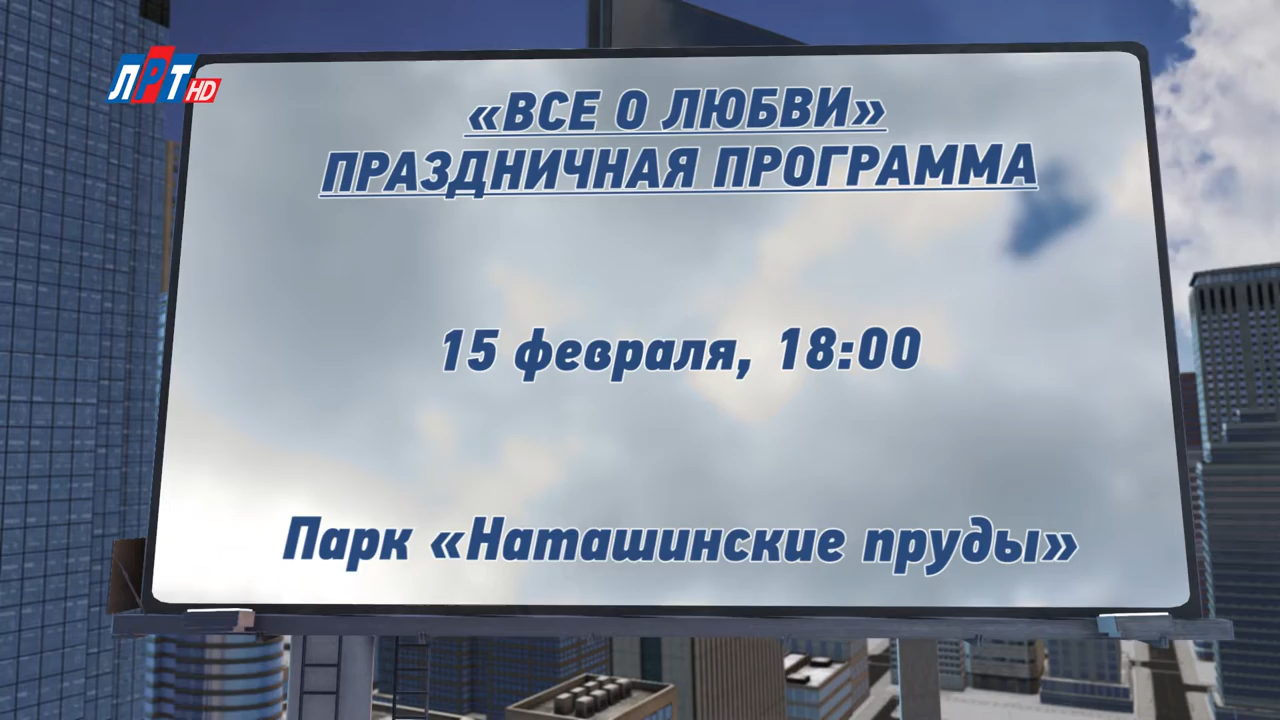 ЛРТ HD
«ВСЕ О ЛЮБВИ»
ПРАЗДНИЧНАЯ ПРОГРАММА
15 февраля, 18:00
Парк «Наташинские пруды»